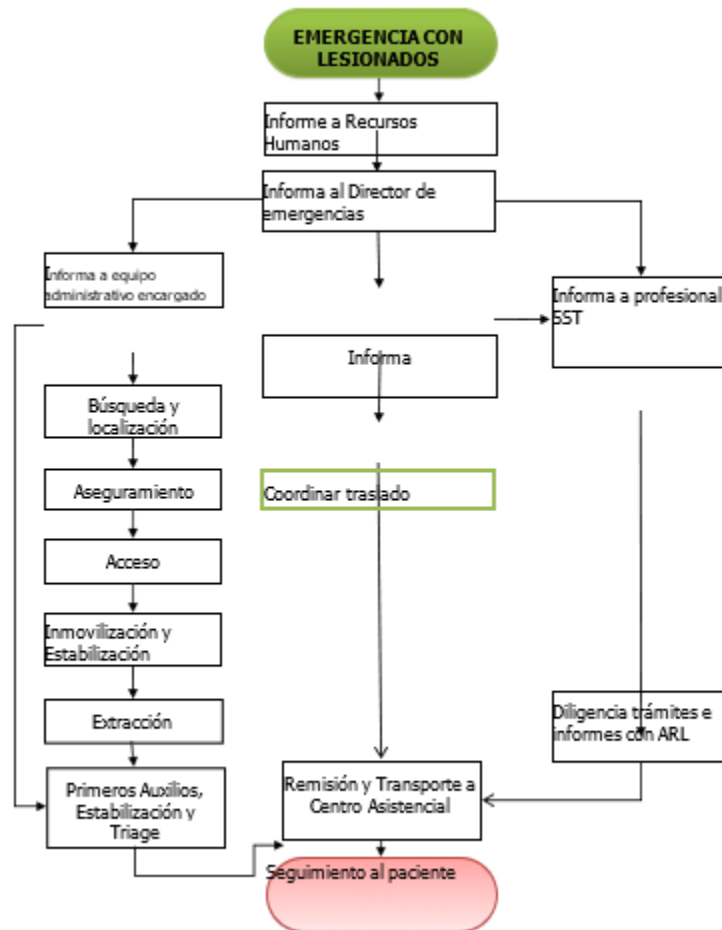 EMERGENCIA CON
LESIONADOS
Informe a Recursos
Humanos
Informa al Director de
emergencias
Informa a equipo
administrativo encargado
Informa a profesional
SST
Informa
Búsqueda y
localización
Aseguramiento
Coordinar traslado
Acceso
Inmovilización y
Estabilización
Extracción
Diligencia trámites e
informes con ARL
Primeros Auxilios,
Estabilización y
Triage
Remisión y Transporte a
Centro Asistencial
Seguimiento al paciente